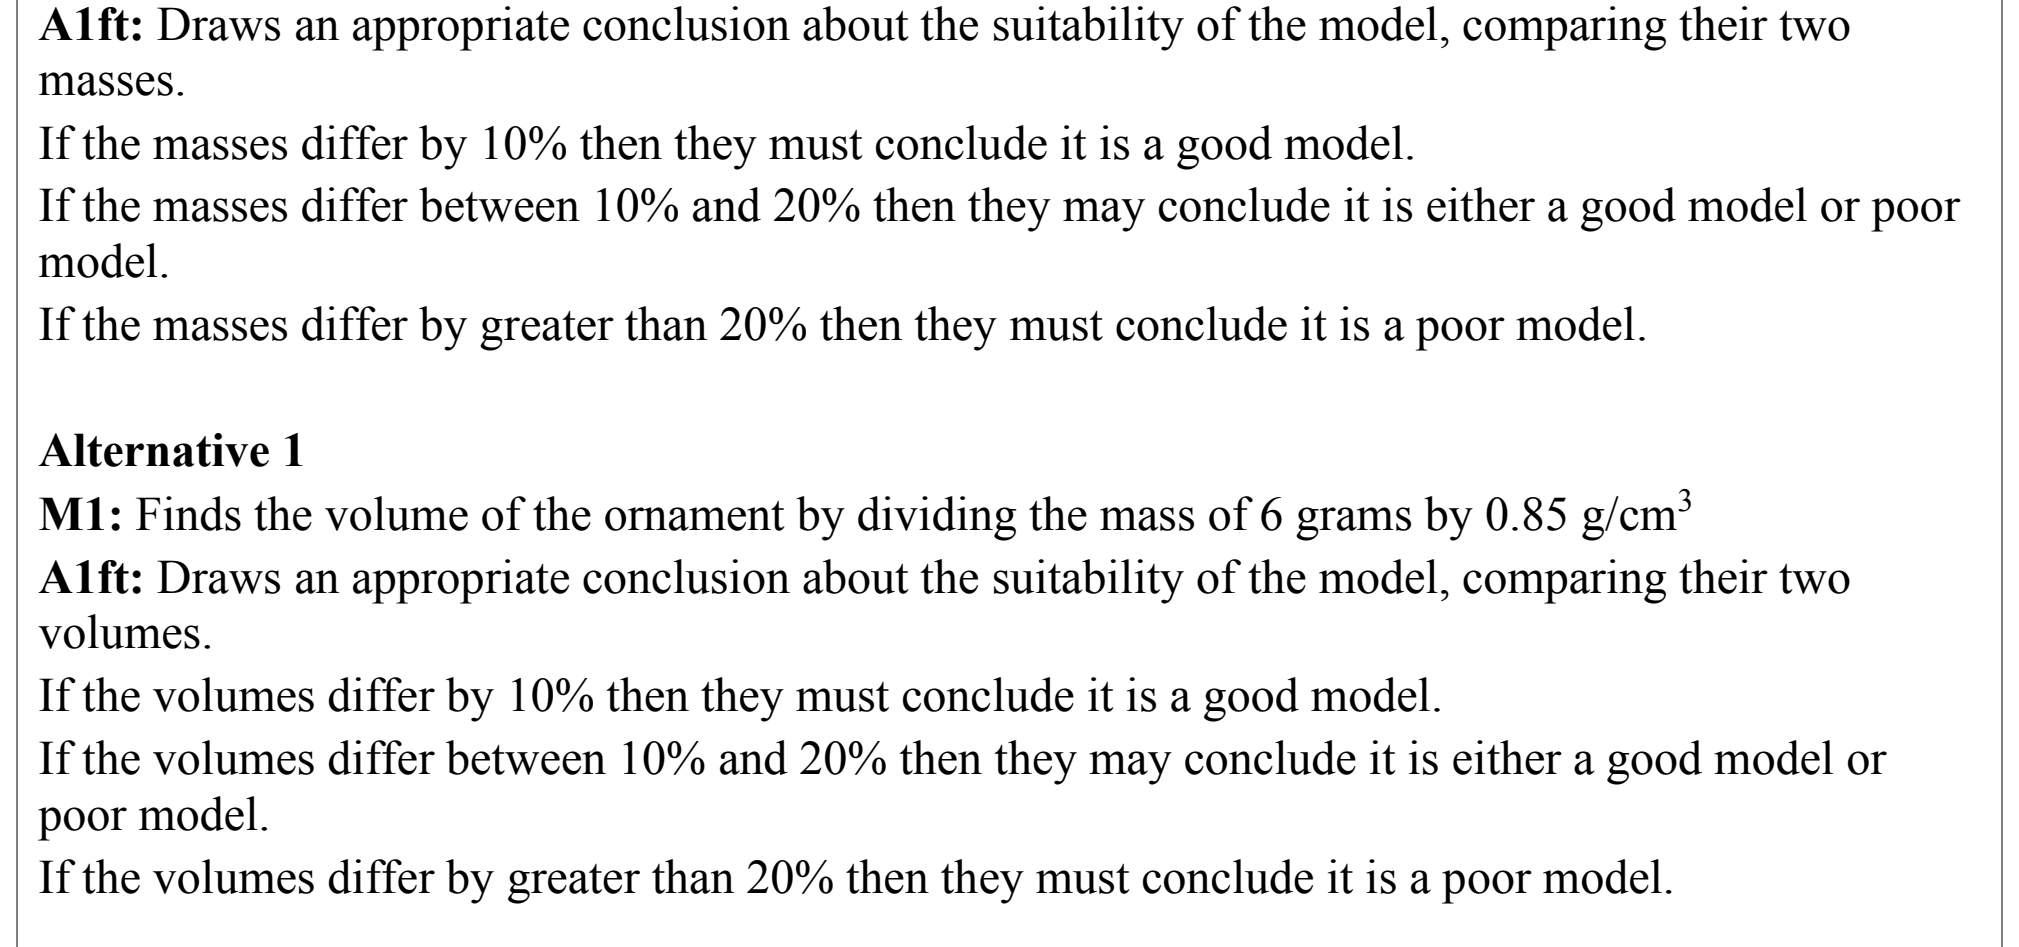 A1ft: Draws an appropriate conclusion about the suitability of the model, comparing their two
masses.
If the masses differ by 10% then they must conclude it is a good model.
If the masses differ between 10% and 20% then they may conclude it is either a good model or poor
model.
If the masses differ by greater than 20% then they must conclude it is a poor model.
Alternative 1
M1: Finds the volume of the ornament by dividing the mass of 6 grams by 0.85 g/cm³
A1ft: Draws an appropriate conclusion about the suitability of the model, comparing their two
volumes.
If the volumes differ by 10% then they must conclude it is a good model.
If the volumes differ between 10% and 20% then they may conclude it is either a good model or
poor model.
If the volumes differ by greater than 20% then they must conclude it is a poor model.